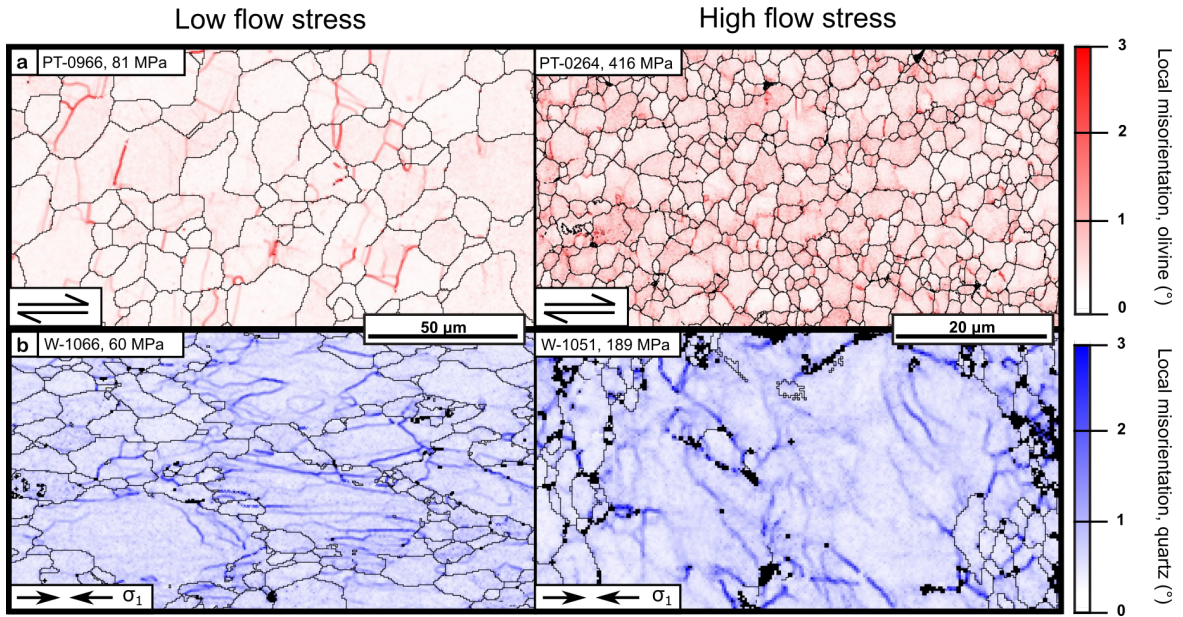 Low flow stress
High flow stress
a PT-0966, 81 MPa
PT-0264, 416 MPa
3
2
1
0
Local misorientation, olivine (°)
50 µm
20 µm
b W-1066, 60 MPa
W-1051, 189 MPa
3
2
1
0
Local misorientation, quartz (°)
σ1
σ1